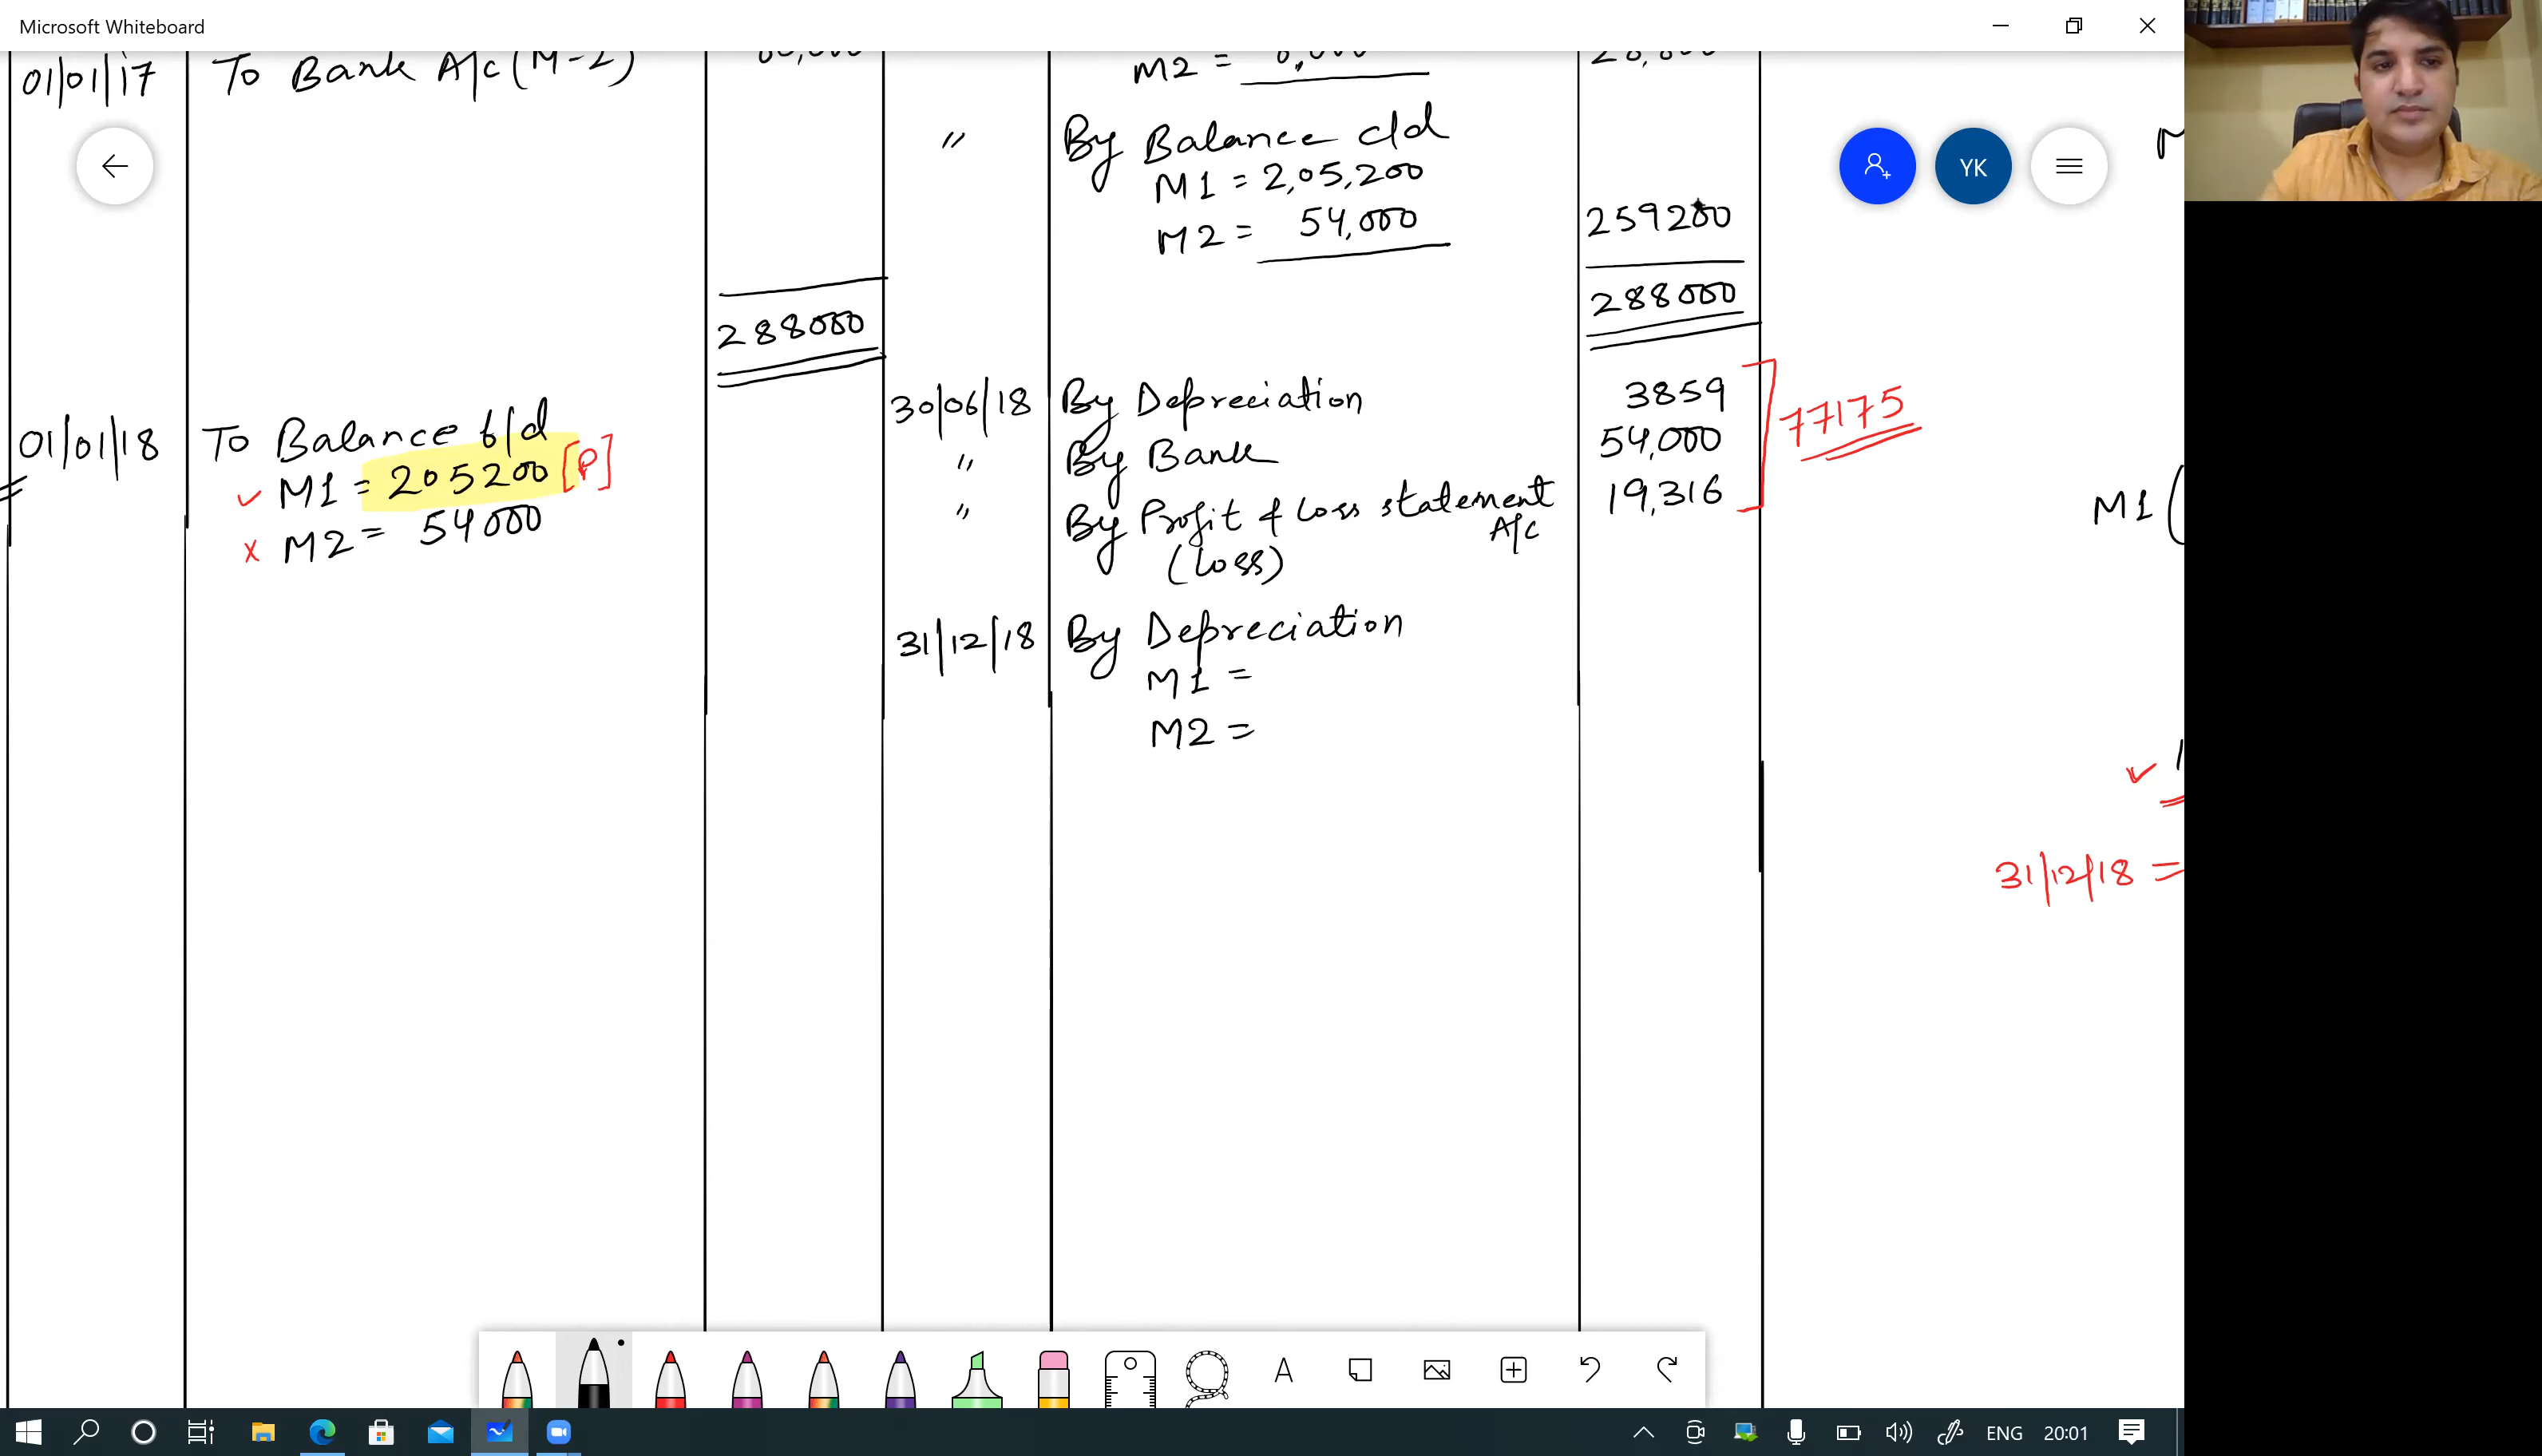 Microsoft Whiteboard
01/01/17 To Bank A/c (M-2)
M2 =
" By Balance c/d
M1 = 2,05,200
M2 = 54,000 259200
288000 288000
01/01/18 To Balance b/d
M1 = 205200 [P]
M2 = 54000
30/06/18 By Depreciation 3859
" By Bank 54,000
" By Profit & Loss statement A/c 19,316
(Loss)
77175
31/12/18 By Depreciation
M1 =
M2 =
YK
M1 (
31/12/18 =
A
ENG 20:01